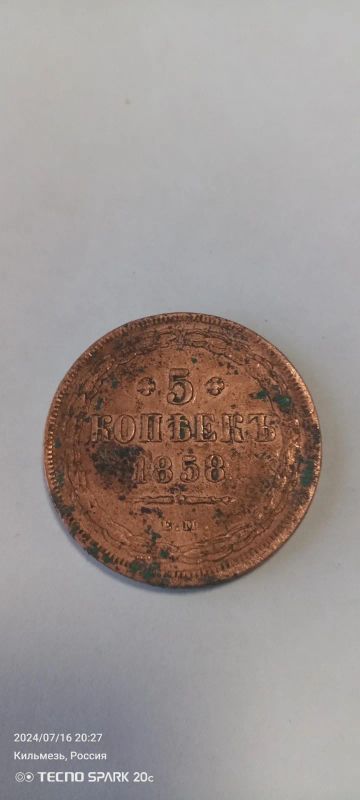 5
КОПѢЕКЪ
1858
Е.М
2024/07/16 20:27
Кильмезь, Россия
TECNO SPARK 20c